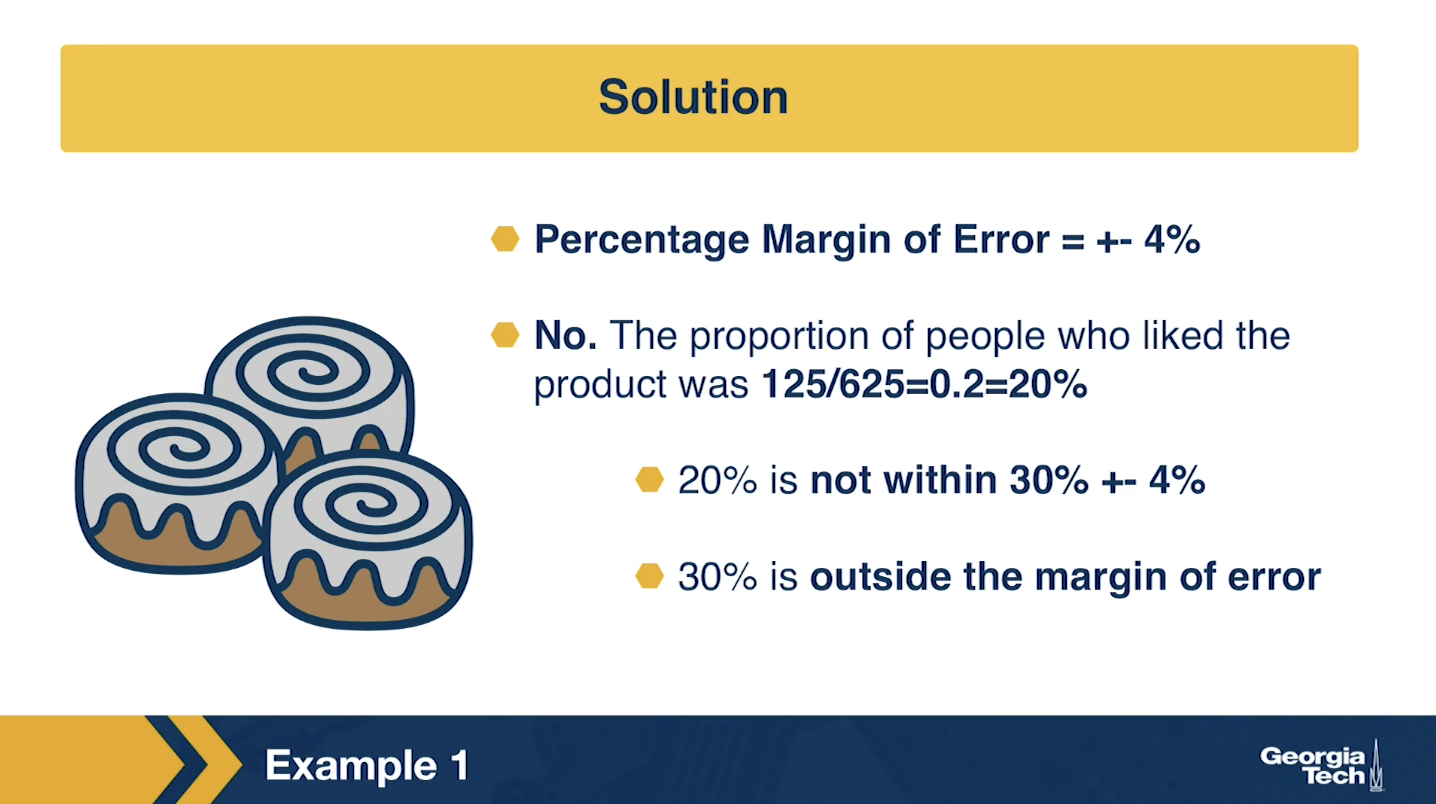 Solution
Percentage Margin of Error = +- 4%
No. The proportion of people who liked the
product was 125/625=0.2=20%
20% is not within 30% +- 4%
30% is outside the margin of error
Example 1
Georgia
Tech